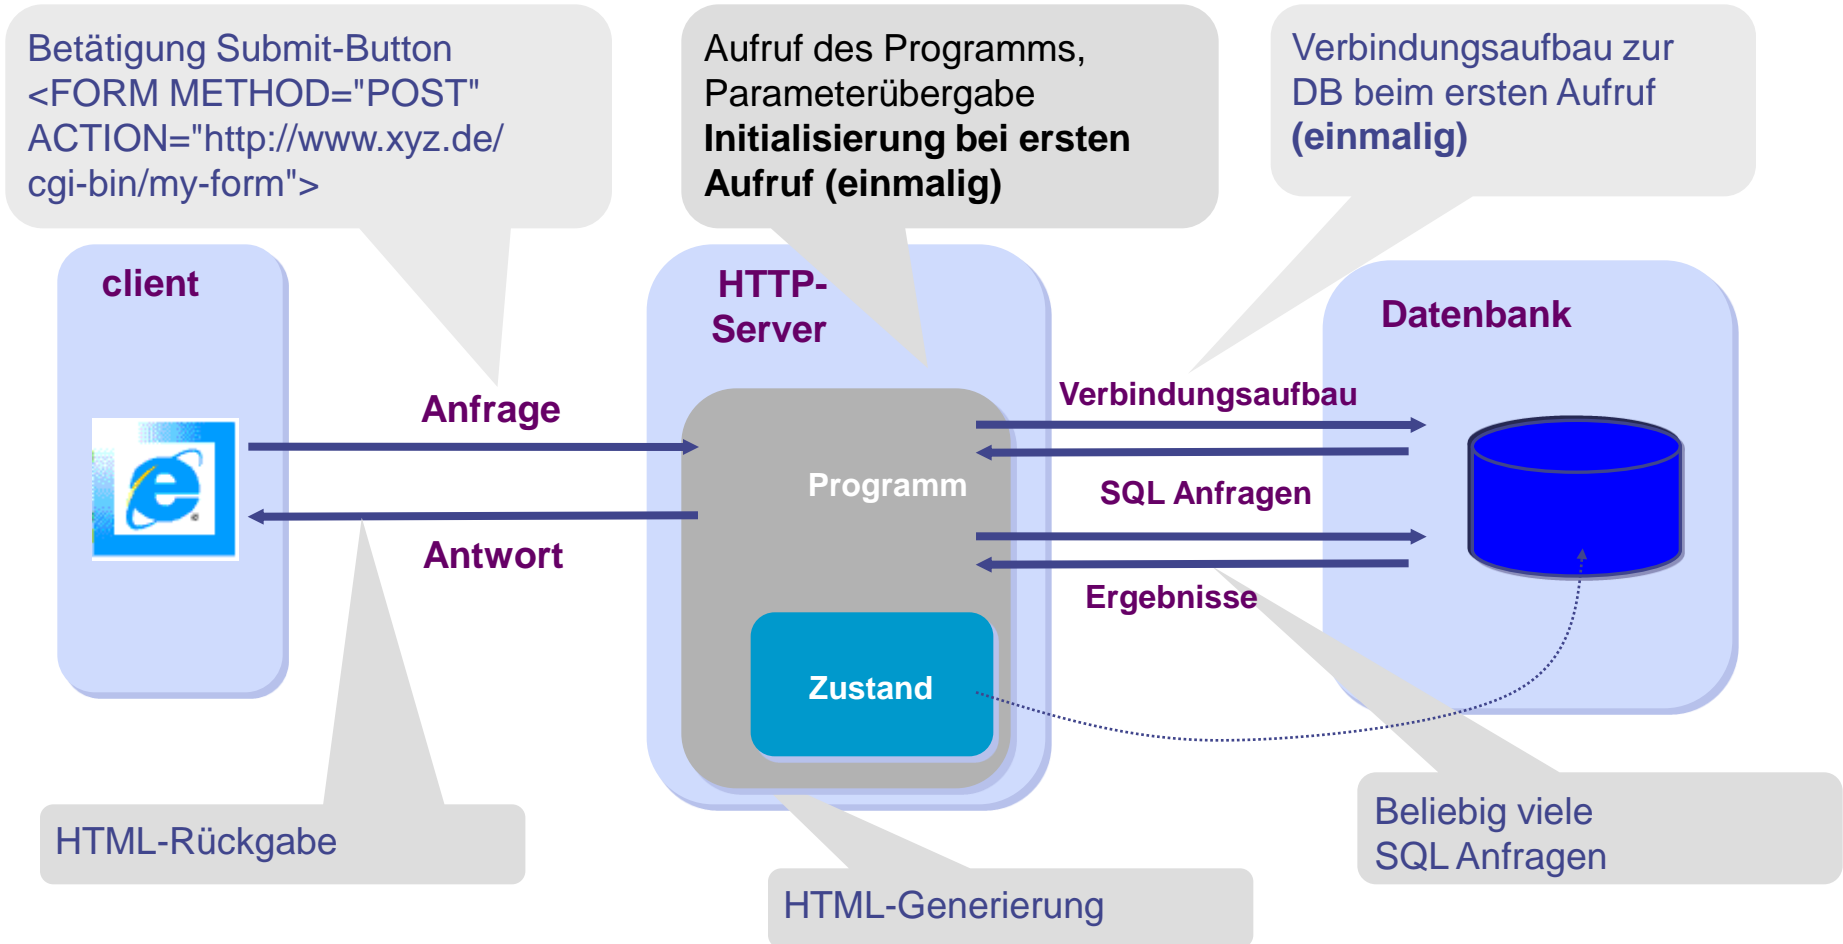 Betätigung Submit-Button
<FORM METHOD="POST"
ACTION="http://www.xyz.de/
cgi-bin/my-form">
Aufruf des Programms,
Parameterübergabe
Initialisierung bei ersten
Aufruf (einmalig)
Verbindungsaufbau zur
DB beim ersten Aufruf
(einmalig)
client
HTTP-
Server
Datenbank
Anfrage
Verbindungsaufbau
Programm
SQL Anfragen
Antwort
Ergebnisse
Zustand
HTML-Rückgabe
Beliebig viele
SQL Anfragen
HTML-Generierung